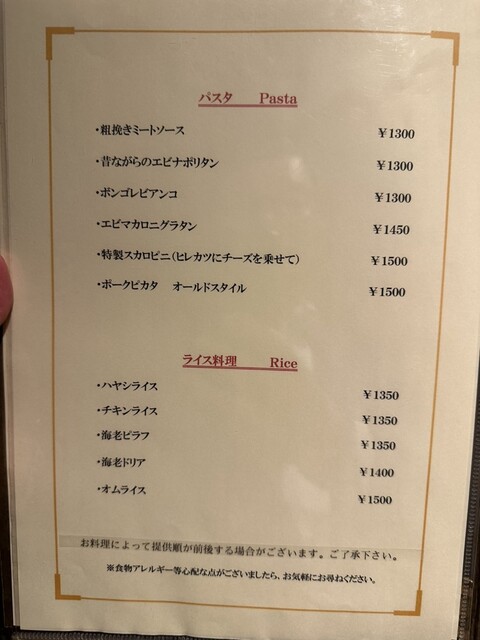 パスタ Pasta
・粗挽きミートソース ￥1300
・昔ながらのエビナポリタン ￥1300
・ボンゴレビアンコ ￥1300
・エビマカロニグラタン ￥1450
・特製スカロピニ(ヒレカツにチーズを乗せて) ￥1500
・ポークピカタ オールドスタイル ￥1500
ライス料理 Rice
・ハヤシライス ￥1350
・チキンライス ￥1350
・海老ピラフ ￥1350
・海老ドリア ￥1400
・オムライス ￥1500
お料理によって提供順が前後する場合がございます。ご了承下さい。
※食物アレルギー等心配な点がございましたら、お気軽にお尋ねください。